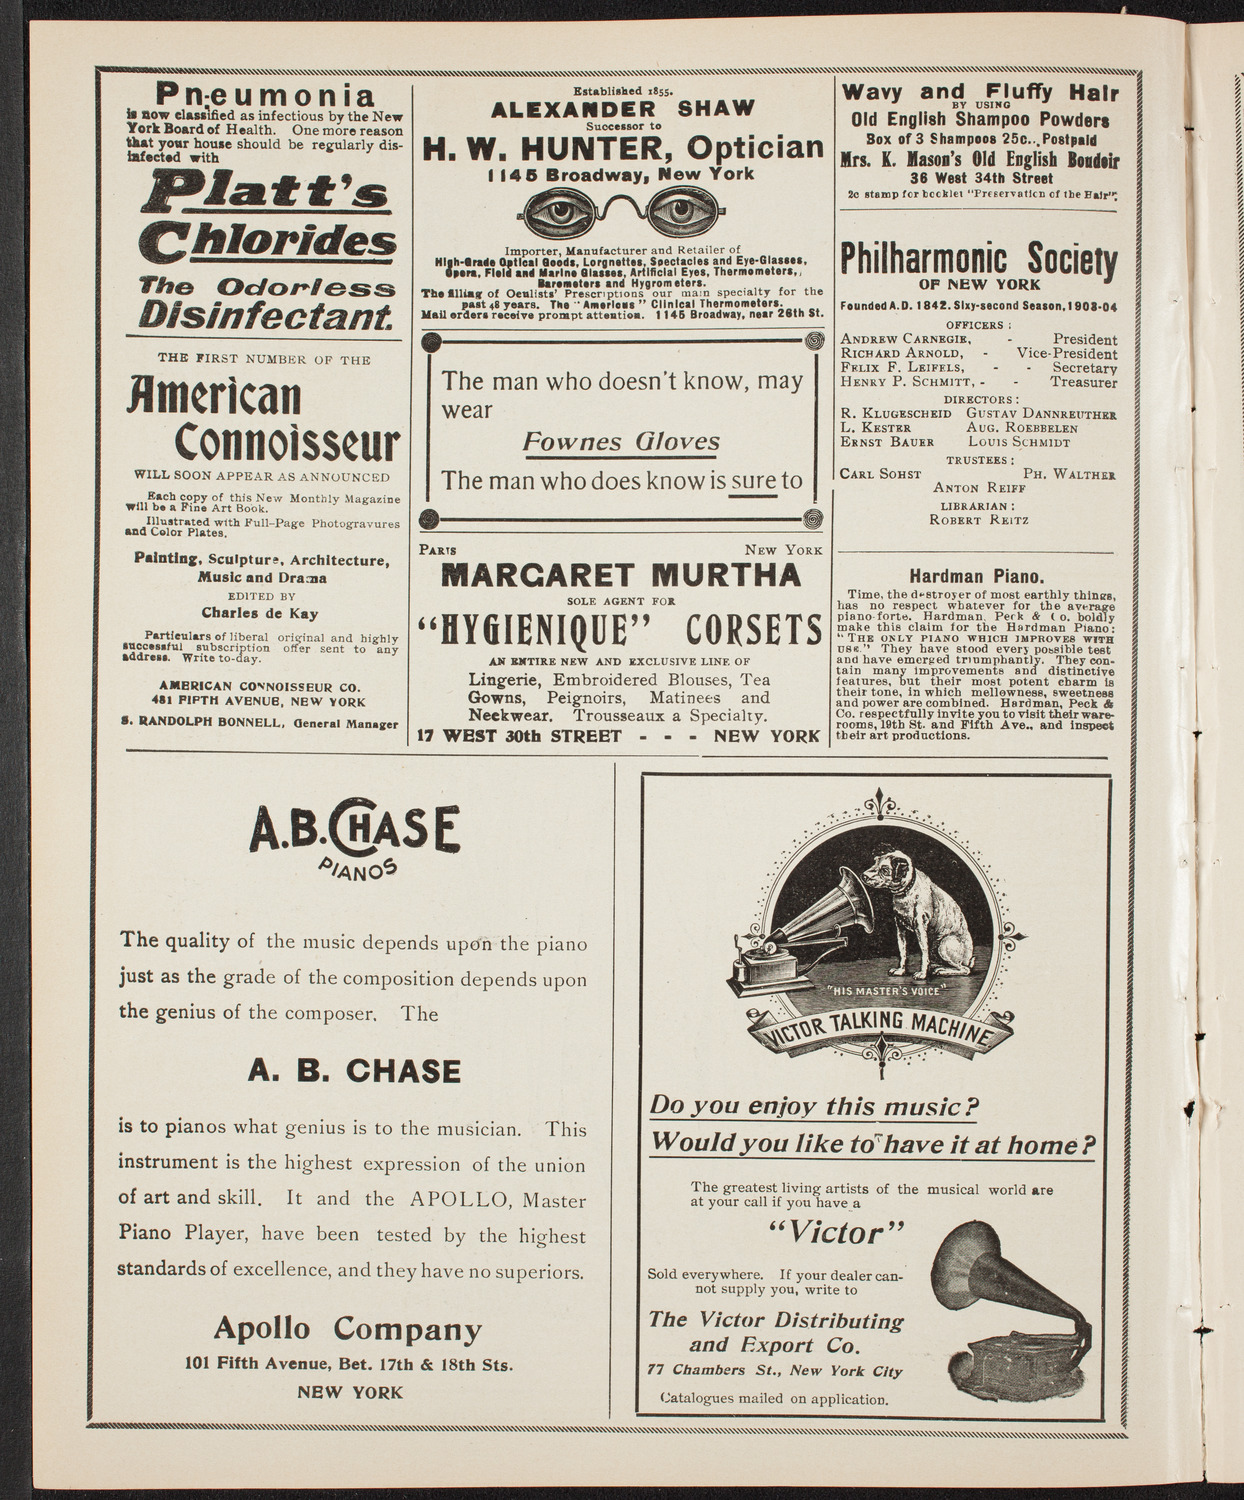 Pneumonia
is now classified as infectious by the New
York Board of Health. One more reason
that your house should be regularly dis-
infected with
Platt's
Chlorides
The Odorless
Disinfectant.
THE FIRST NUMBER OF THE
American
Connoisseur
WILL SOON APPEAR AS ANNOUNCED
Each copy of this New Monthly Magazine
will be a Fine Art Book.
Illustrated with Full-Page Photogravures
and Color Plates.
Painting, Sculpture, Architecture,
Music and Drama
EDITED BY
Charles de Kay
Particulars of liberal original and highly
successful subscription offer sent to any
address. Write to-day.
AMERICAN CONNOISSEUR CO.
481 FIFTH AVENUE, NEW YORK
S. RANDOLPH BONNELL, General Manager
Established 1855.
ALEXANDER SHAW
Successor to
H. W. HUNTER, Optician
1145 Broadway, New York
Importer, Manufacturer and Retailer of
High-Grade Optical Goods, Lorgnettes, Spectacles and Eye-Glasses,
Opera, Field and Marine Glasses, Artificial Eyes, Thermometers,
Barometers and Hygrometers.
The filling of Oculists' Prescriptions our main specialty for the
past 48 years. The "Americus" Clinical Thermometers.
Mail orders receive prompt attention. 1145 Broadway, near 26th St.
The man who doesn't know, may
wear
Fownes Gloves
The man who does know is sure to
PARIS NEW YORK
MARGARET MURTHA
SOLE AGENT FOR
"HYGIENIQUE" CORSETS
AN ENTIRE NEW AND EXCLUSIVE LINE OF
Lingerie, Embroidered Blouses, Tea
Gowns, Peignoirs, Matinees and
Neckwear. Trousseaux a Specialty.
17 WEST 30th STREET - - - NEW YORK
Wavy and Fluffy Hair
BY USING
Old English Shampoo Powders
Box of 3 Shampoos 25c., Postpaid
Mrs. K. Mason's Old English Boudoir
36 West 34th Street
2c stamp for booklet "Preservation of the Hair".
Philharmonic Society
OF NEW YORK
Founded A.D. 1842. Sixty-second Season, 1903-04
OFFICERS:
ANDREW CARNEGIE, - President
RICHARD ARNOLD, - Vice-President
FELIX F. LEIFELS, - - Secretary
HENRY P. SCHMITT, - - Treasurer
DIRECTORS:
R. KLUGESCHEID GUSTAV DANNREUTHER
L. KESTER AUG. ROEBBELEN
ERNST BAUER LOUIS SCHMIDT
TRUSTEES:
CARL SOHST PH. WALTHER
ANTON REIFF
LIBRARIAN:
ROBERT REITZ
Hardman Piano.
Time, the destroyer of most earthly things,
has no respect whatever for the average
piano-forte. Hardman, Peck & Co. boldly
make this claim for the Hardman Piano:
"THE ONLY PIANO WHICH IMPROVES WITH
USE." They have stood every possible test
and have emerged triumphantly. They con-
tain many improvements and distinctive
features, but their most potent charm is
their tone, in which mellowness, sweetness
and power are combined. Hardman, Peck &
Co. respectfully invite you to visit their ware-
rooms, 19th St. and Fifth Ave., and inspect
their art productions.
A.B.CHASE
PIANOS
The quality of the music depends upon the piano
just as the grade of the composition depends upon
the genius of the composer. The
A. B. CHASE
is to pianos what genius is to the musician. This
instrument is the highest expression of the union
of art and skill. It and the APOLLO, Master
Piano Player, have been tested by the highest
standards of excellence, and they have no superiors.
Apollo Company
101 Fifth Avenue, Bet. 17th & 18th Sts.
NEW YORK
"HIS MASTER'S VOICE"
VICTOR TALKING MACHINE
Do you enjoy this music?
Would you like to have it at home?
The greatest living artists of the musical world are
at your call if you have a
"Victor"
Sold everywhere. If your dealer can-
not supply you, write to
The Victor Distributing
and Export Co.
77 Chambers St., New York City
Catalogues mailed on application.